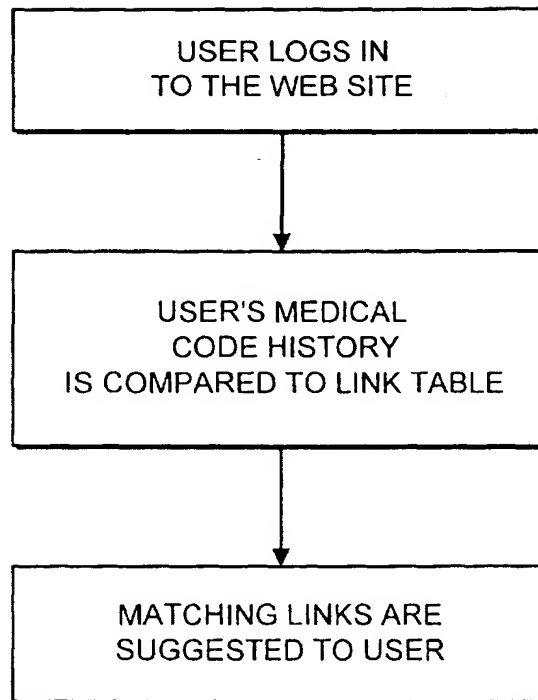 USER LOGS IN
TO THE WEB SITE
USER'S MEDICAL
CODE HISTORY
IS COMPARED TO LINK TABLE
MATCHING LINKS ARE
SUGGESTED TO USER